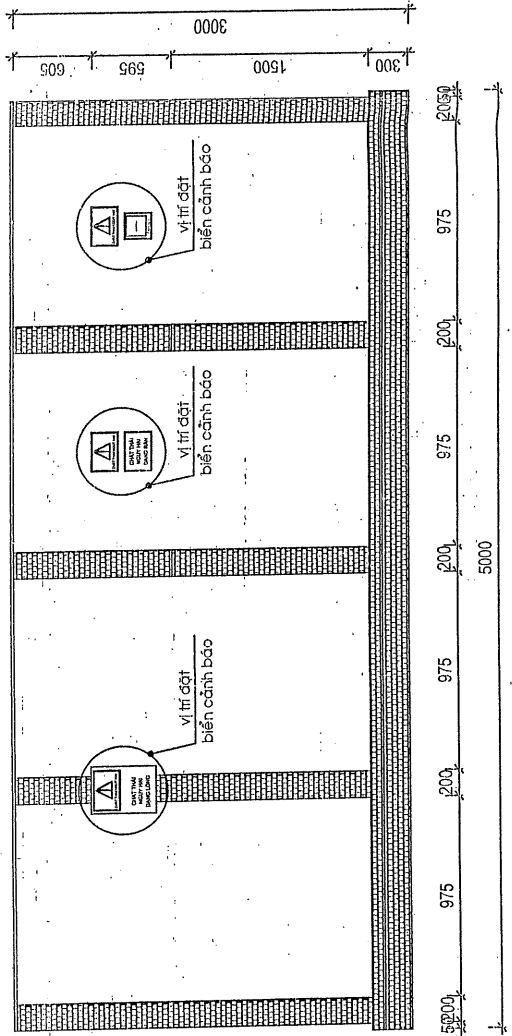 CHẤT THẢI
NGUY HẠI
DẠNG LỎNG
vị trí đặt
biển cảnh báo
CHẤT THẢI
NGUY HẠI
DẠNG RẮN
vị trí đặt
biển cảnh báo
vị trí đặt
biển cảnh báo
605
595
1500
300
3000
200
975
200
975
200
975
200
975
200
5000